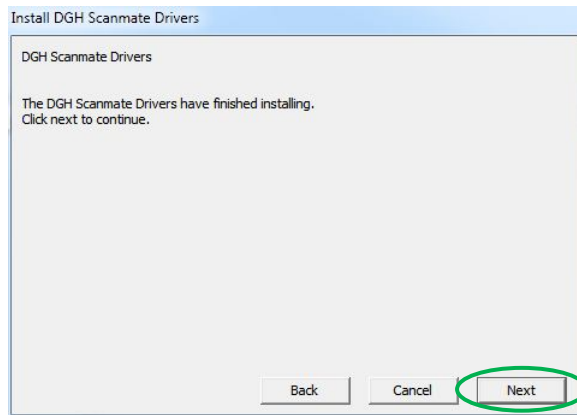 Install DGH Scanmate Drivers
DGH Scanmate Drivers
The DGH Scanmate Drivers have finished installing.
Click next to continue.
Back Cancel Next